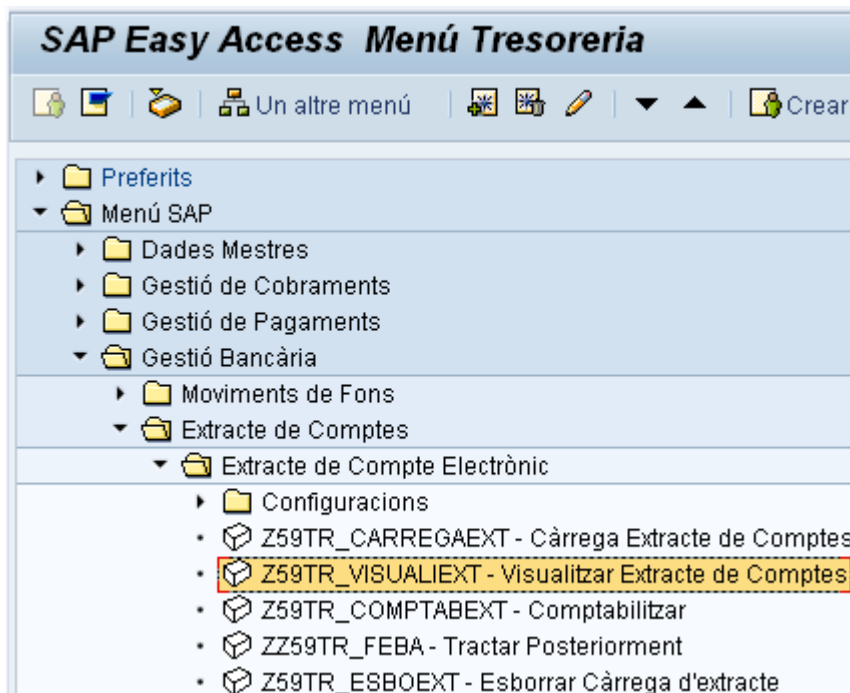 SAP Easy Access Menú Tresoreria
Un altre menú Crear
Preferits
Menú SAP
Dades Mestres
Gestió de Cobraments
Gestió de Pagaments
Gestió Bancària
Moviments de Fons
Extracte de Comptes
Extracte de Compte Electrònic
Configuracions
Z59TR_CARREGAEXT - Càrrega Extracte de Comptes
Z59TR_VISUALIEXT - Visualitzar Extracte de Comptes
Z59TR_COMPTABEXT - Comptabilitzar
ZZ59TR_FEBA - Tractar Posteriorment
Z59TR_ESBOEXT - Esborrar Càrrega d'extracte